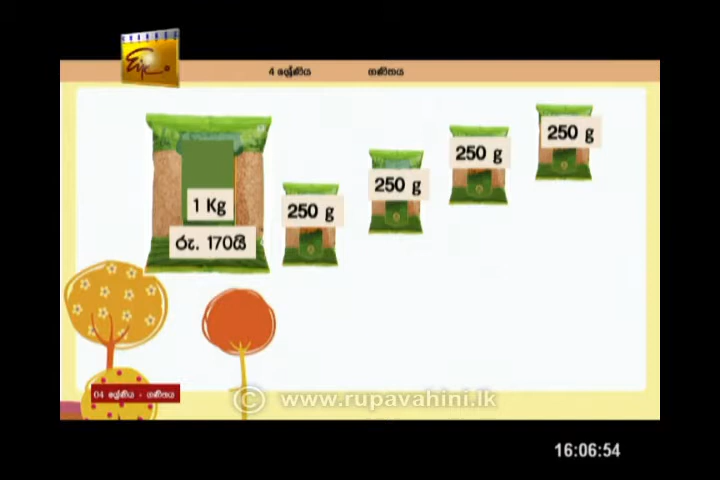 4 ශ්‍රේණිය ගණිතය
250 g
250 g
250 g
1 Kg
250 g
රු. 170යි
04 ශ්‍රේණිය - ගණිතය
© www.rupavahini.lk
16:06:54